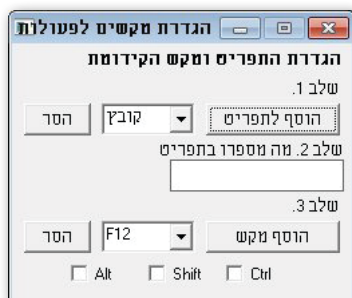 הגדרת מקשים לפעולות
הגדרת התפריט ומקש הקידומת
שלב 1.
הוסף לתפריט קובץ הסר
שלב 2. מה מספרו בתפריט
שלב 3.
הוסף מקש F12 הסר
Alt Shift Ctrl